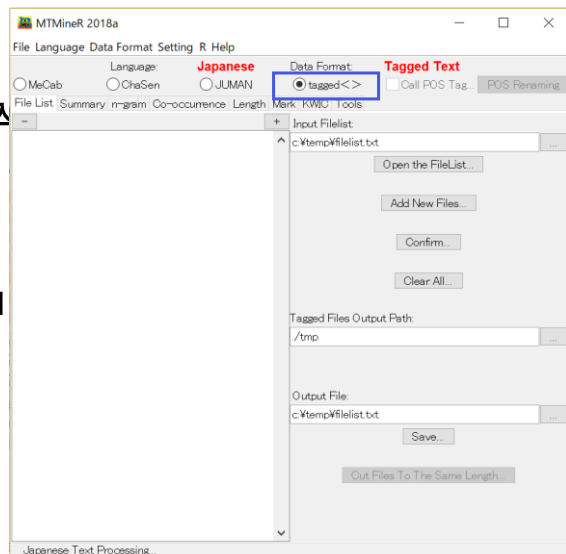 MTMineR 2018a
File Language Data Format Setting R Help
Language: Japanese Data Format: Tagged Text
MeCab ChaSen JUMAN tagged<> Call POS Tag... POS Renaming
File List Summary n-gram Co-occurrence Length Mark KWIC Tools
- + Input Filelist:
c:¥temp¥filelist.txt ...
Open the FileList...
Add New Files...
Confirm...
Clear All...
Tagged Files Output Path:
./tmp ...
Output File:
c:¥temp¥filelist.txt ...
Save...
Cut Files To The Same Length...
Japanese Text Processing...